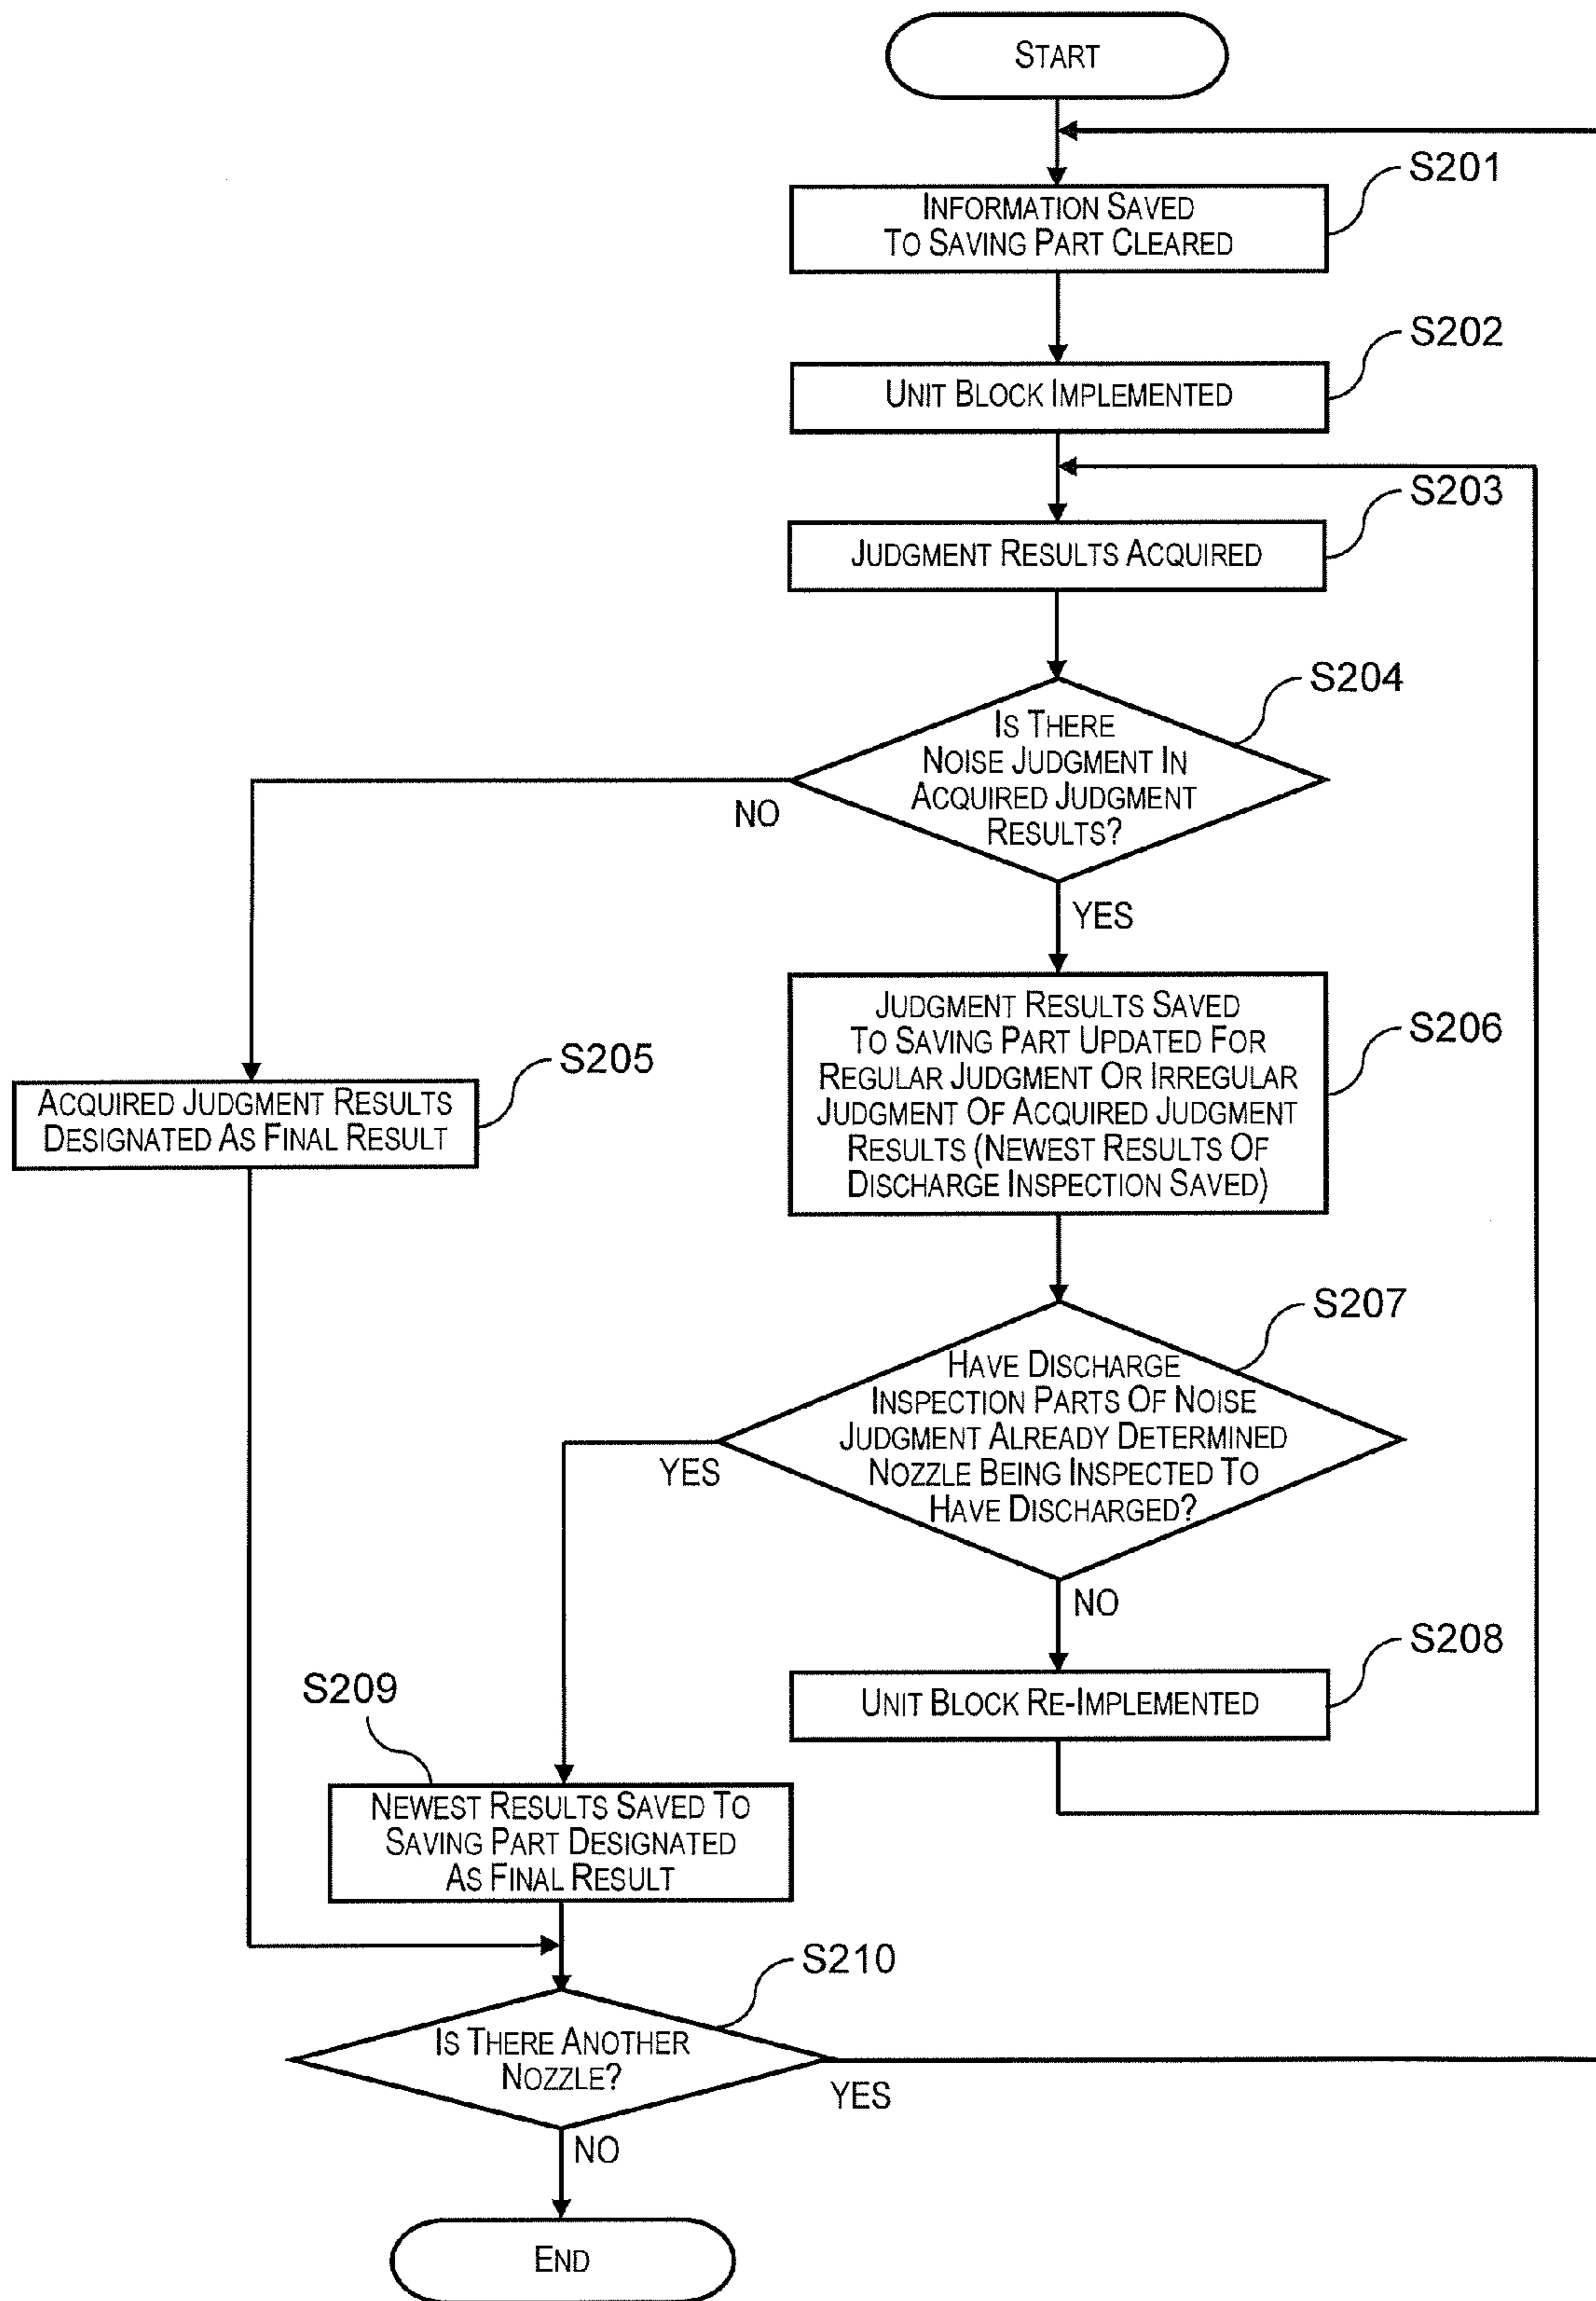 START
S201
INFORMATION SAVED
TO SAVING PART CLEARED
S202
UNIT BLOCK IMPLEMENTED
S203
JUDGMENT RESULTS ACQUIRED
S204
IS THERE
NOISE JUDGMENT IN
ACQUIRED JUDGMENT
RESULTS?
NO
YES
S205
ACQUIRED JUDGMENT RESULTS
DESIGNATED AS FINAL RESULT
S206
JUDGMENT RESULTS SAVED
TO SAVING PART UPDATED FOR
REGULAR JUDGMENT OR IRREGULAR
JUDGMENT OF ACQUIRED JUDGMENT
RESULTS (NEWEST RESULTS OF
DISCHARGE INSPECTION SAVED)
S207
HAVE DISCHARGE
INSPECTION PARTS OF NOISE
JUDGMENT ALREADY DETERMINED
NOZZLE BEING INSPECTED TO
HAVE DISCHARGED?
YES
NO
S208
UNIT BLOCK RE-IMPLEMENTED
S209
NEWEST RESULTS SAVED TO
SAVING PART DESIGNATED
AS FINAL RESULT
S210
IS THERE ANOTHER
NOZZLE?
YES
NO
END